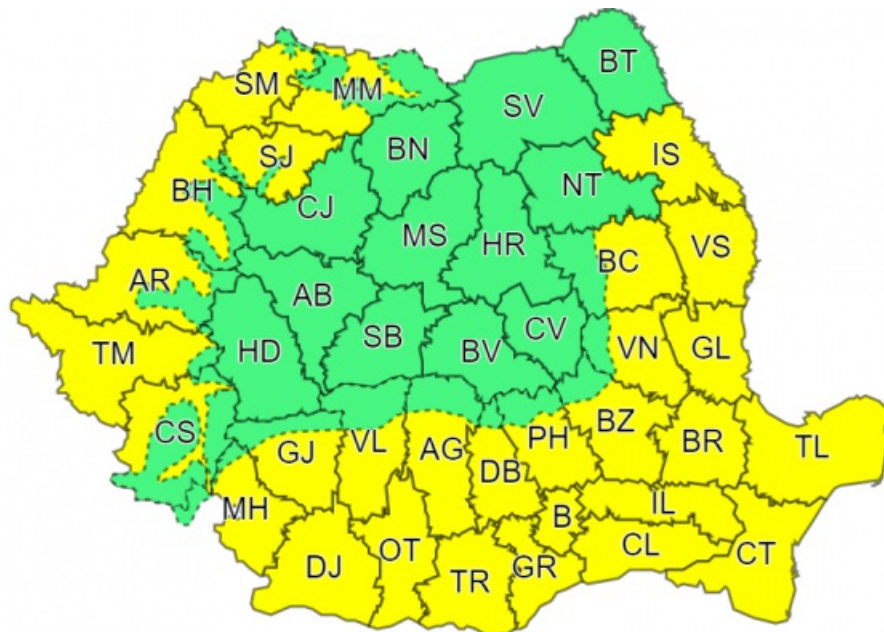 BT
SM
MM
SV
BN
SJ
IS
BH
NT
CJ
MS
HR
VS
BC
AR
AB
TM
HD
SB
BV
CV
VN
GL
CS
GJ
VL
AG
DB
PH
BZ
BR
TL
MH
B
IL
DJ
OT
TR
GR
CL
CT